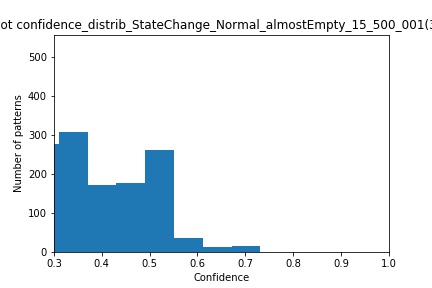 ot confidence_distrib_StateChange_Normal_almostEmpty_15_500_001(3
500
400
300
200
100
0
Number of patterns
0.3 0.4 0.5 0.6 0.7 0.8 0.9 1.0
Confidence